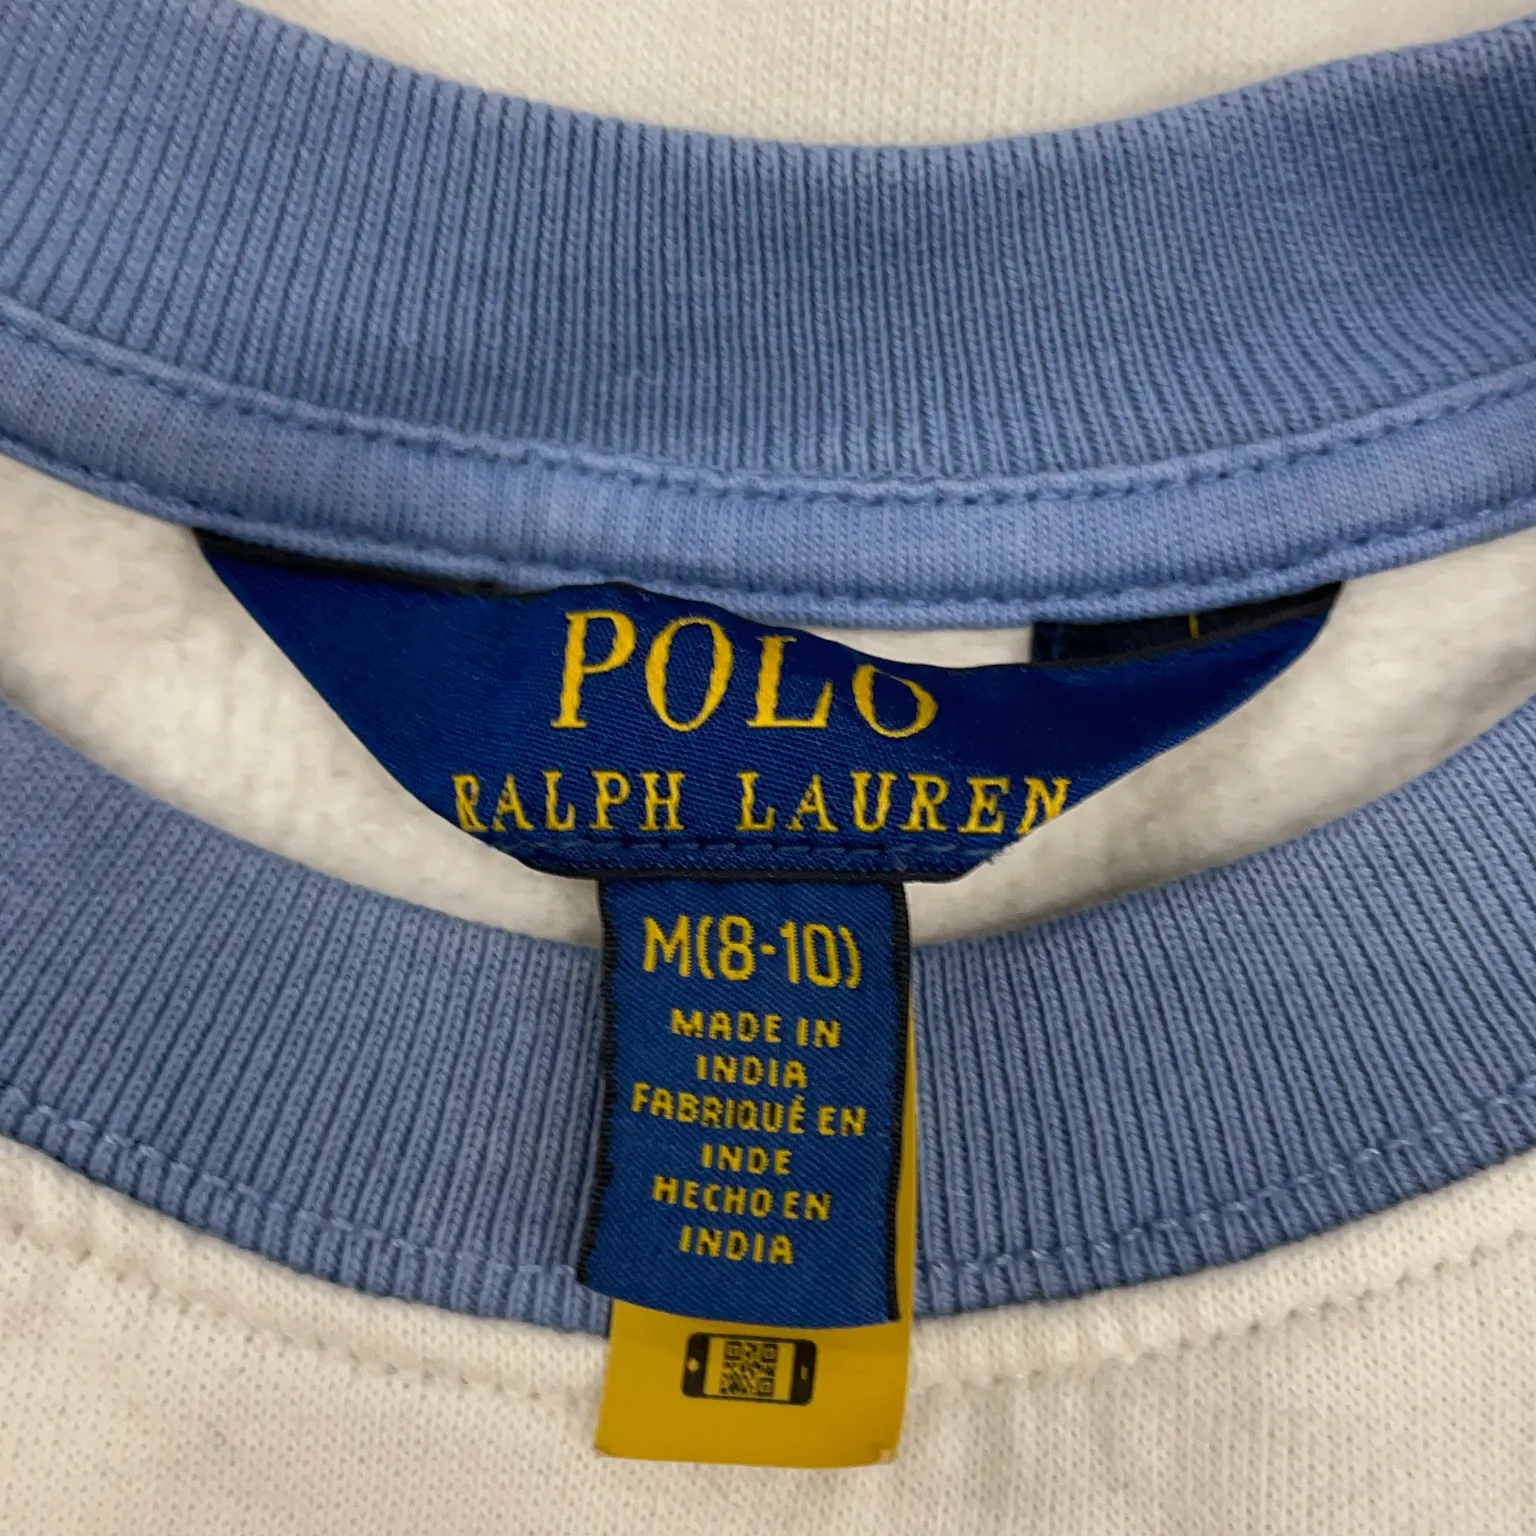 POLO
RALPH LAUREN
M(8-10)
MADE IN
INDIA
FABRIQUÉ EN
INDE
HECHO EN
INDIA